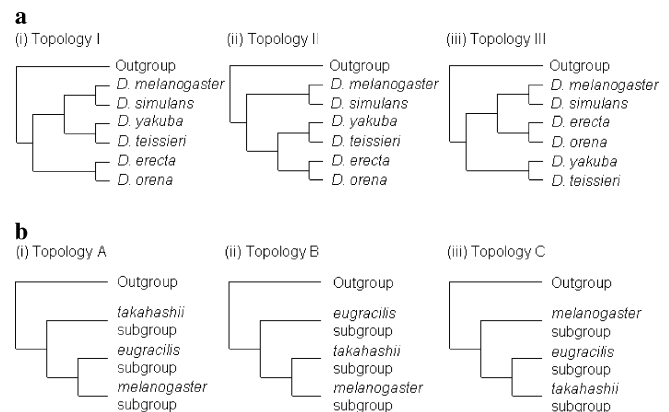 a
(i) Topology I
Outgroup
D. melanogaster
D. simulans
D. yakuba
D. teissieri
D. erecta
D. orena
(ii) Topology II
Outgroup
D. melanogaster
D. simulans
D. yakuba
D. teissieri
D. erecta
D. orena
(iii) Topology III
Outgroup
D. melanogaster
D. simulans
D. erecta
D. orena
D. yakuba
D. teissieri
b
(i) Topology A
Outgroup
takahashii
subgroup
eugracilis
subgroup
melanogaster
subgroup
(ii) Topology B
Outgroup
eugracilis
subgroup
takahashii
subgroup
melanogaster
subgroup
(iii) Topology C
Outgroup
melanogaster
subgroup
eugracilis
subgroup
takahashii
subgroup